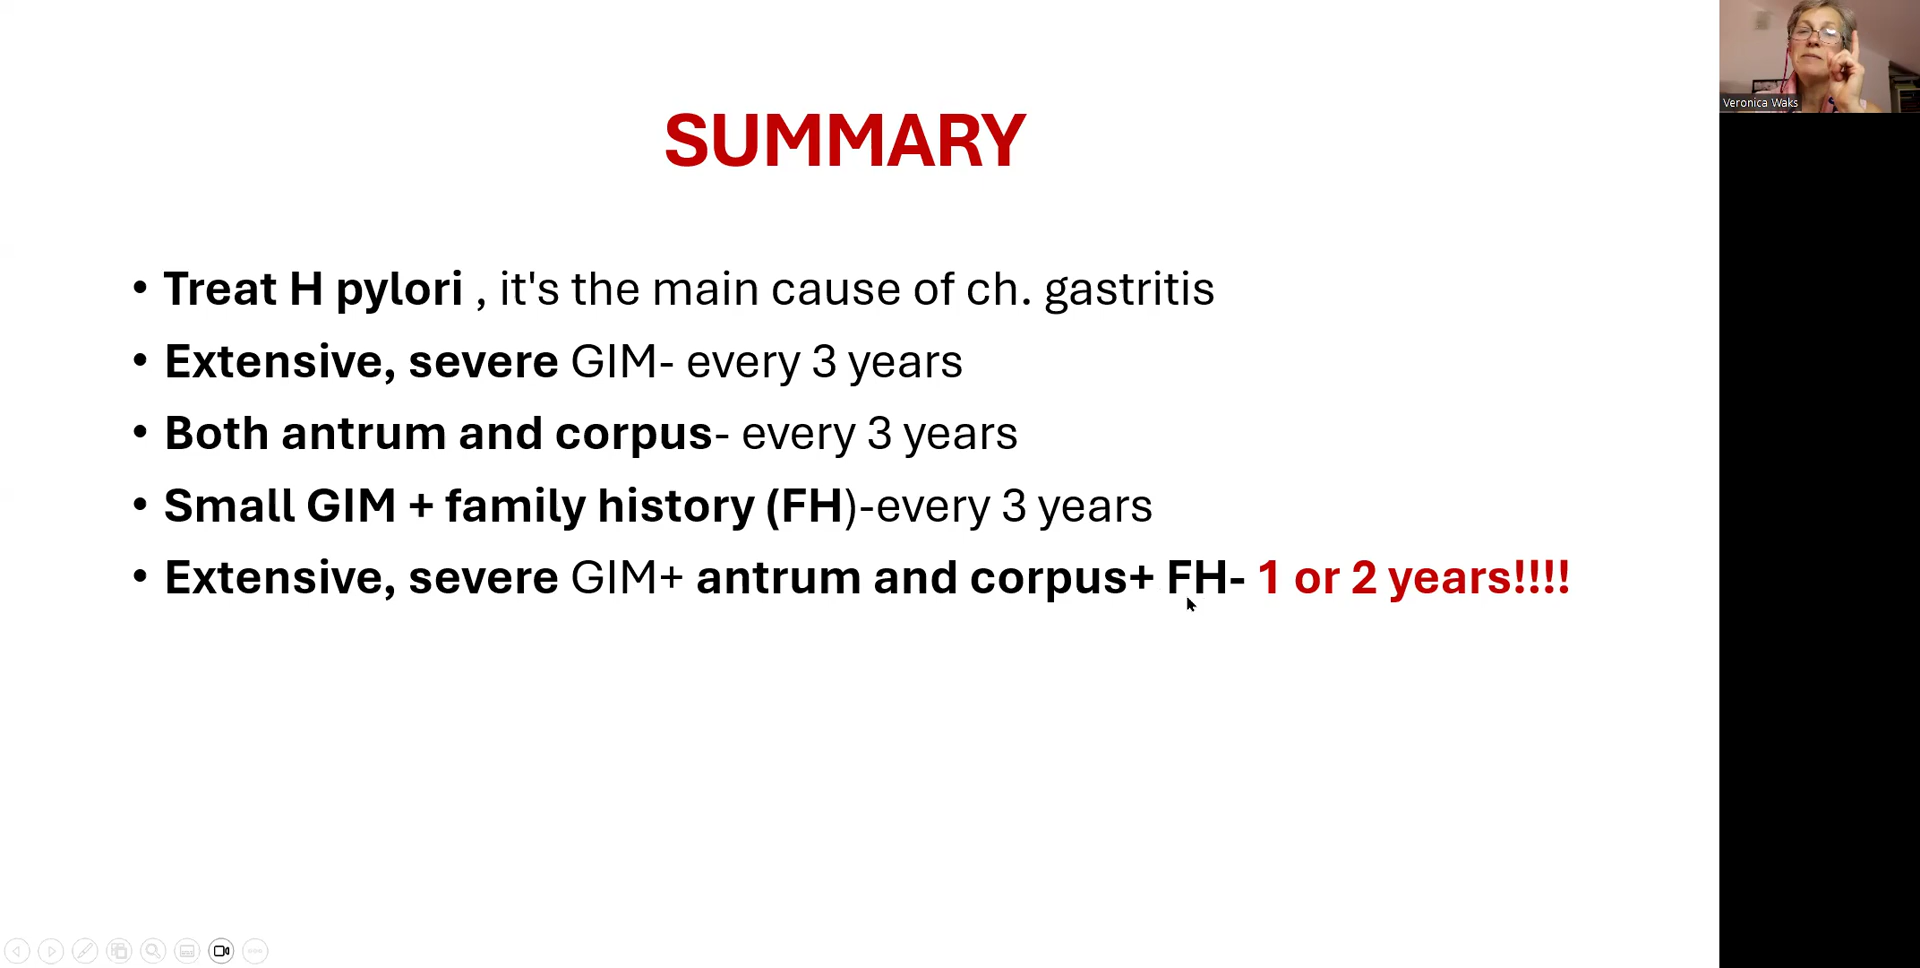 SUMMARY
• Treat H pylori , it's the main cause of ch. gastritis
• Extensive, severe GIM- every 3 years
• Both antrum and corpus- every 3 years
• Small GIM + family history (FH)-every 3 years
• Extensive, severe GIM+ antrum and corpus+ FH- 1 or 2 years!!!!
Veronica Waks